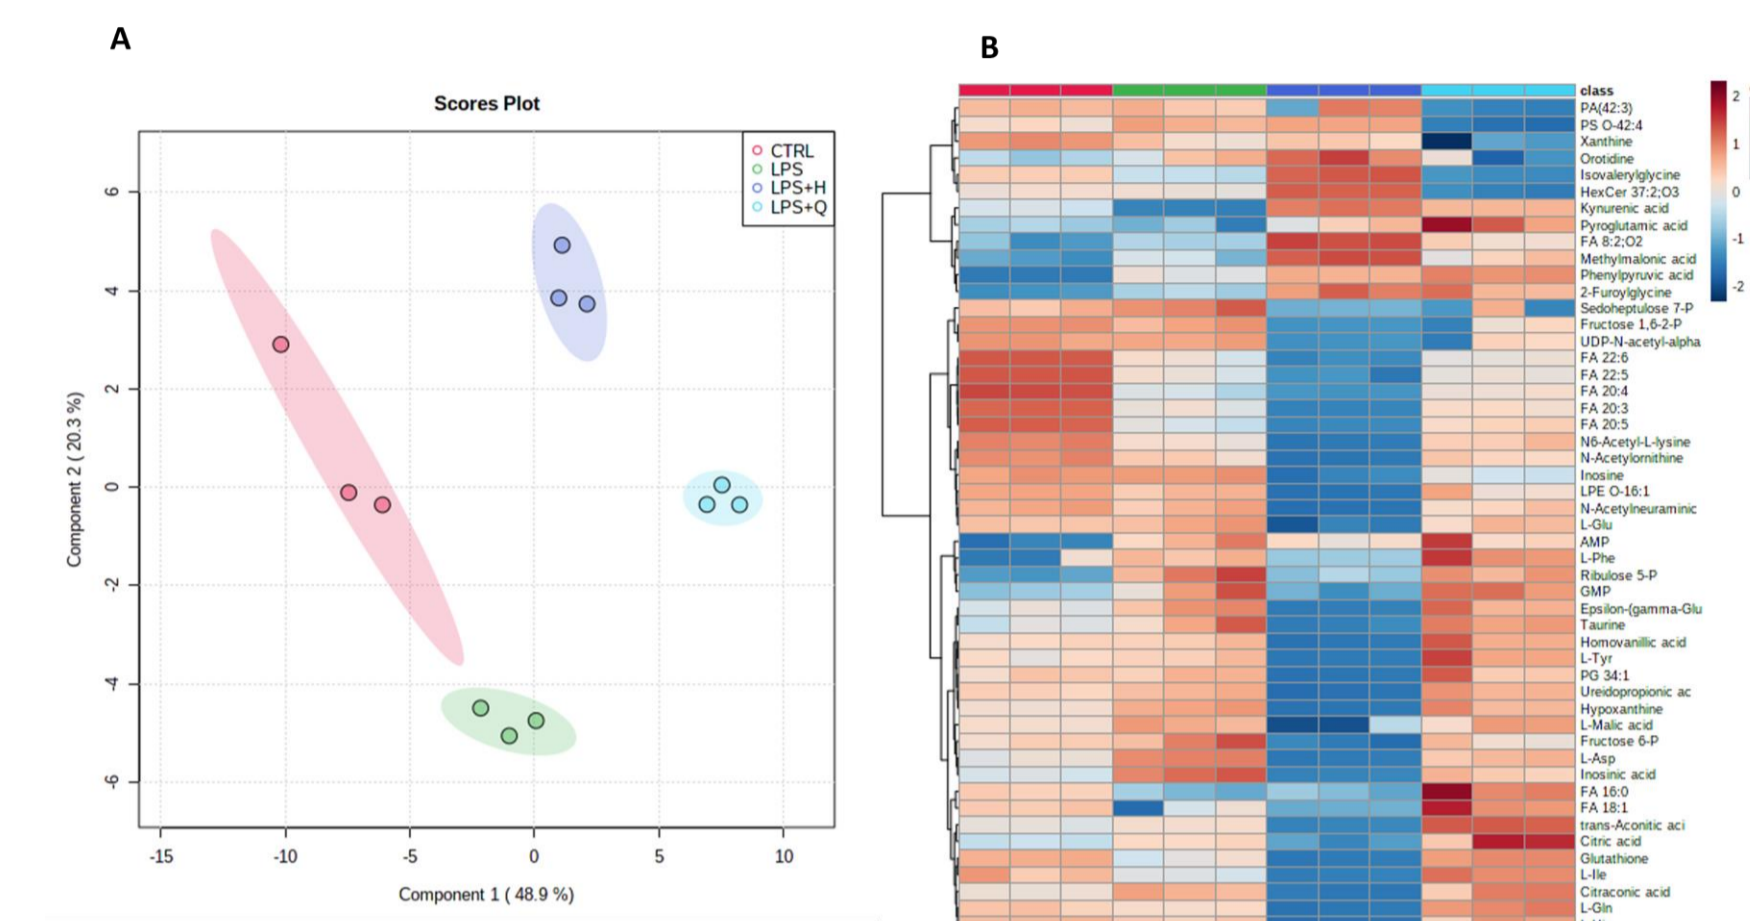 A
B
Scores Plot
CTRL
LPS
LPS+H
LPS+Q
6
4
2
0
-2
-4
-6
Component 2 ( 20.3 %)
-15
-10
-5
0
5
10
Component 1 ( 48.9 %)
class
PA(42:3)
PS O-42:4
Xanthine
Orotidine
Isovalerylglycine
HexCer 37:2;O3
Kynurenic acid
Pyroglutamic acid
FA 8:2;O2
Methylmalonic acid
Phenylpyruvic acid
2-Furoylglycine
Sedoheptulose 7-P
Fructose 1,6-2-P
UDP-N-acetyl-alpha
FA 22:6
FA 22:5
FA 20:4
FA 20:3
FA 20:5
N6-Acetyl-L-lysine
N-Acetylornithine
Inosine
LPE O-16:1
N-Acetylneuraminic
L-Glu
AMP
L-Phe
Ribulose 5-P
GMP
Epsilon-(gamma-Glu
Taurine
Homovanillic acid
L-Tyr
PG 34:1
Ureidopropionic ac
Hypoxanthine
L-Malic acid
Fructose 6-P
L-Asp
Inosinic acid
FA 16:0
FA 18:1
trans-Aconitic aci
Citric acid
Glutathione
L-Ile
Citraconic acid
L-Gln
2
1
0
-1
-2